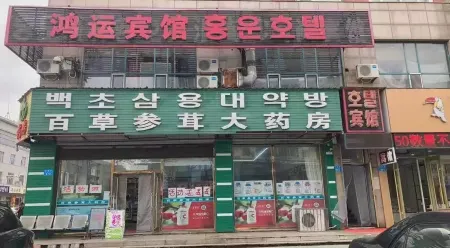 鸿运宾馆 홍운호텔
백초삼용대약방
百草参茸大药房
호텔
宾馆